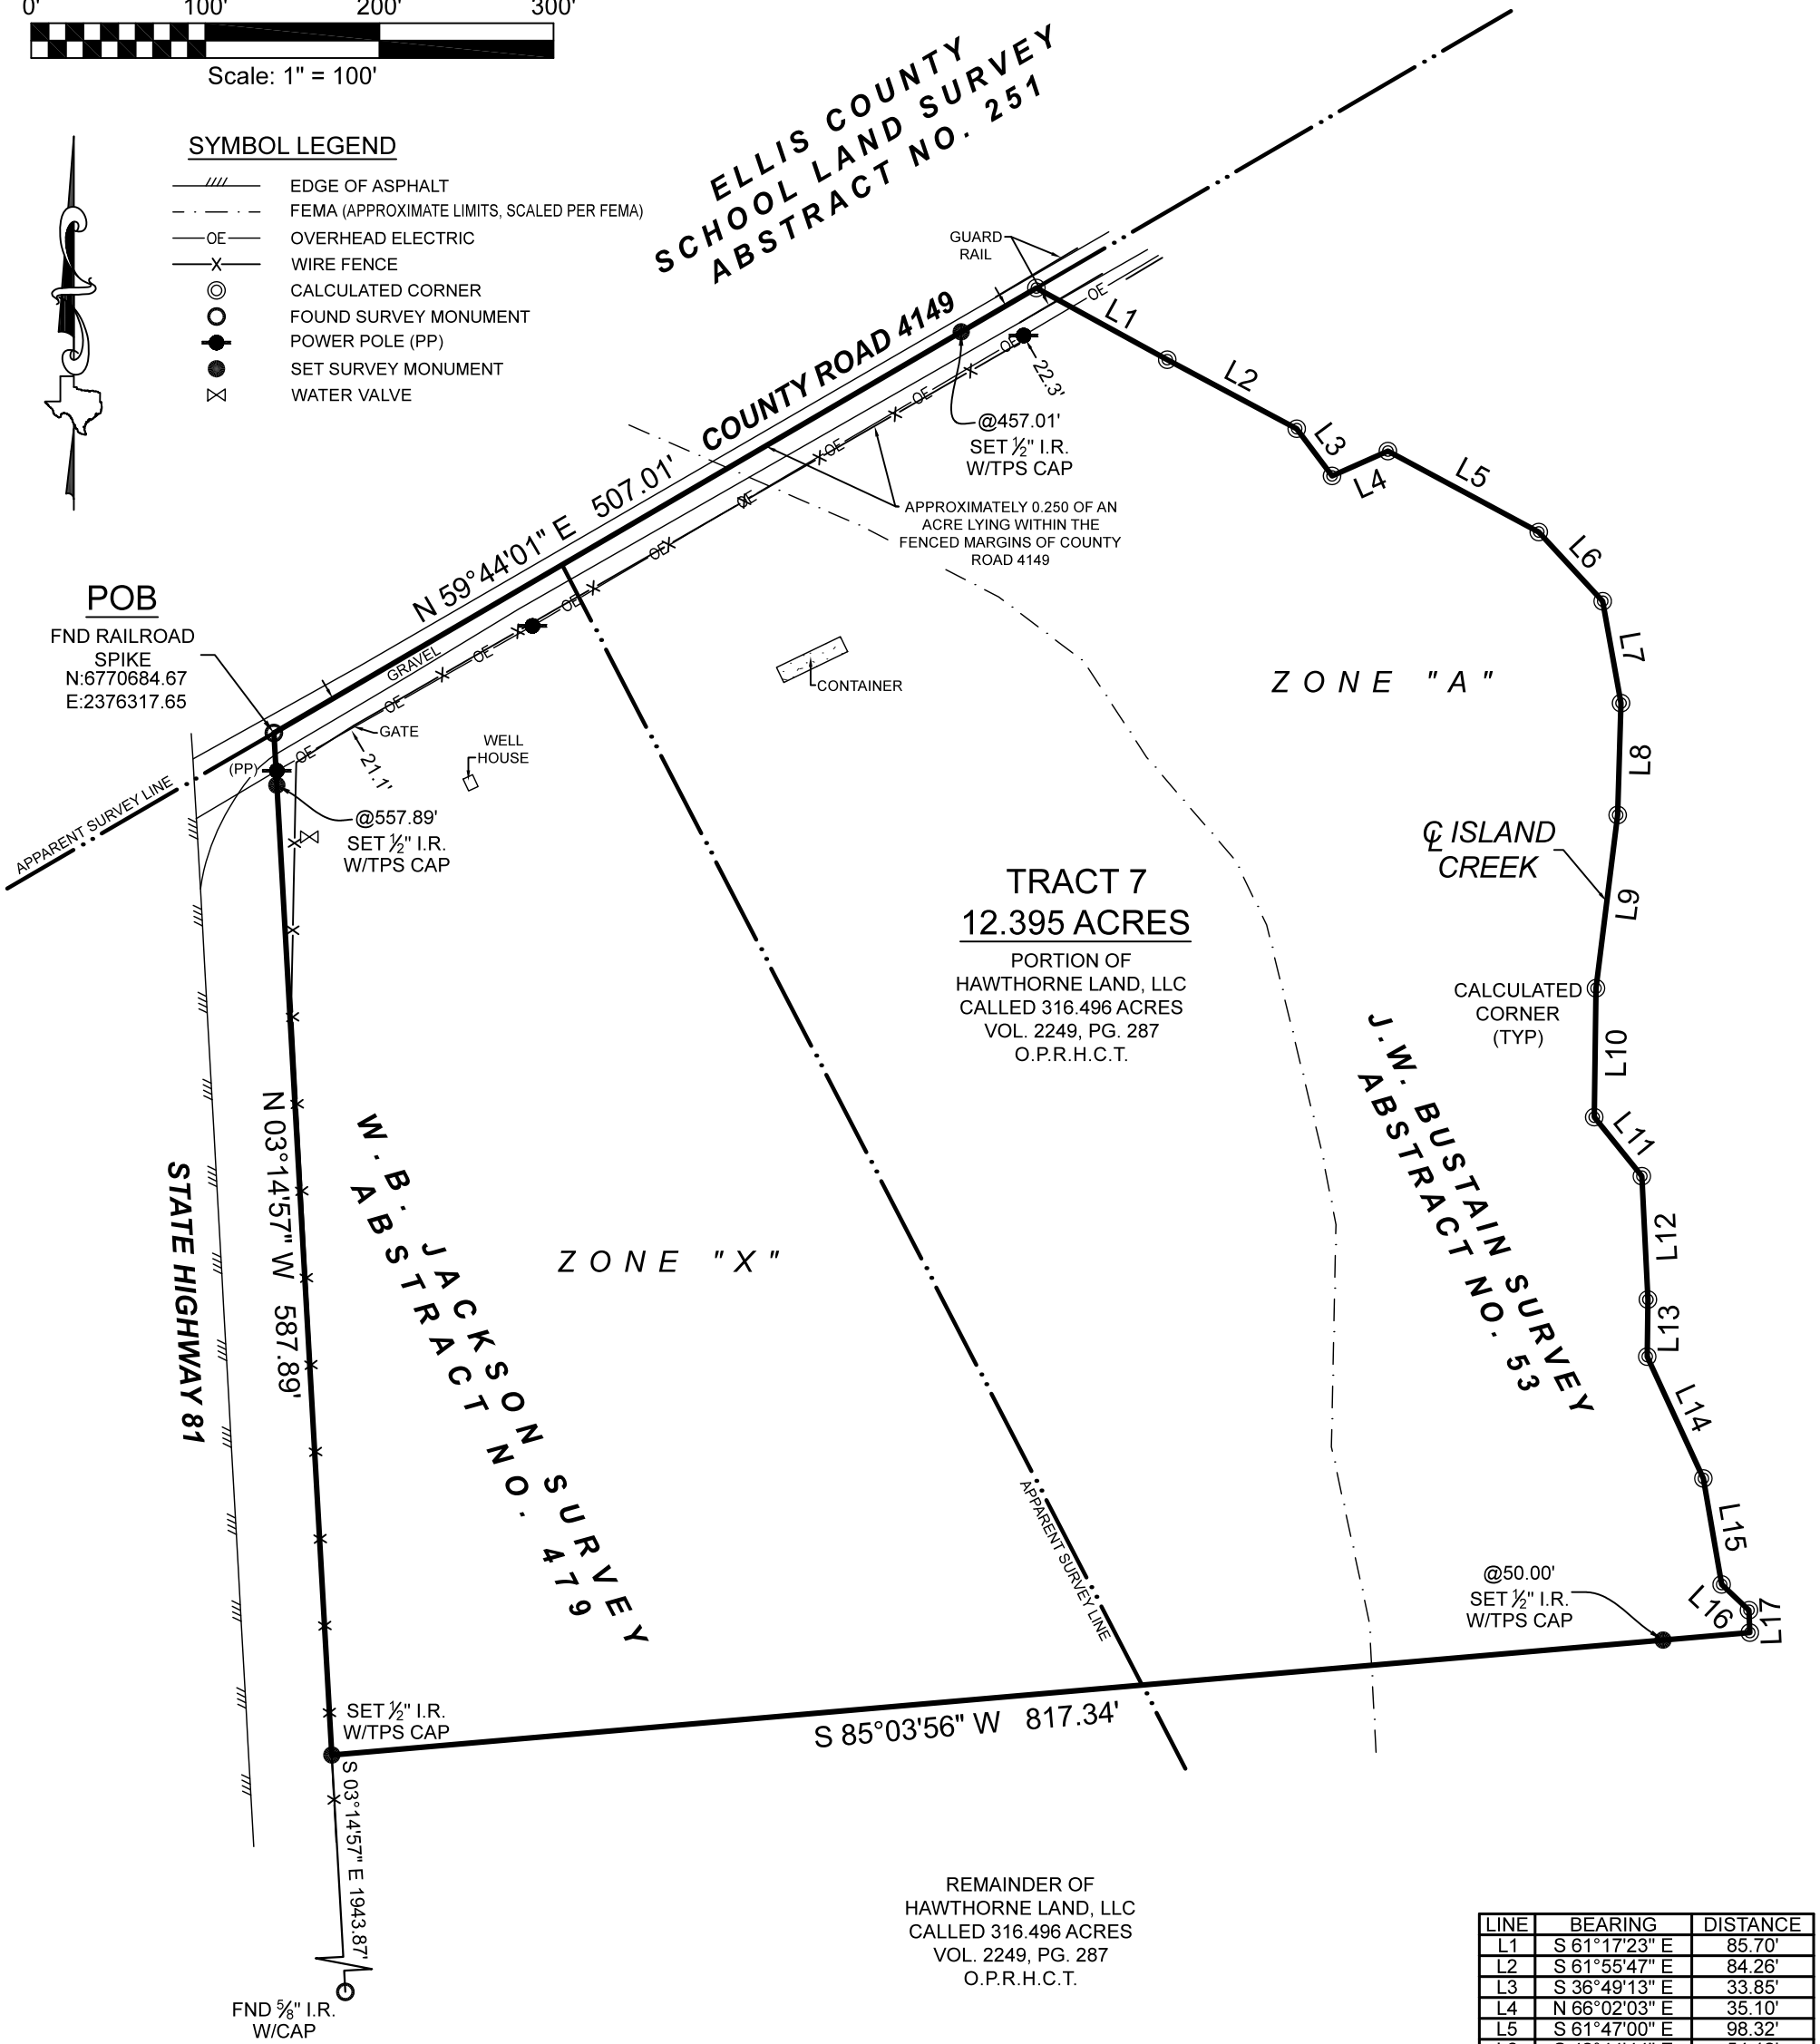 0' 100' 200' 300'
Scale: 1" = 100'
SYMBOL LEGEND
EDGE OF ASPHALT
FEMA (APPROXIMATE LIMITS, SCALED PER FEMA)
OE OVERHEAD ELECTRIC
X WIRE FENCE
CALCULATED CORNER
FOUND SURVEY MONUMENT
POWER POLE (PP)
SET SURVEY MONUMENT
WATER VALVE
ELLIS COUNTY
SCHOOL LAND SURVEY
ABSTRACT NO. 251
GUARD
RAIL
COUNTY ROAD 4149
N 59°44'01" E 507.01'
OE
OE
OE
OE
OE
OE
OE
OE
OE
OE
OE
22.3'
@457.01'
SET ½" I.R.
W/TPS CAP
APPROXIMATELY 0.250 OF AN
ACRE LYING WITHIN THE
FENCED MARGINS OF COUNTY
ROAD 4149
L1
L2
L3
L4
L5
L6
L7
L8
L9
L10
L11
L12
L13
L14
L15
L16
L17
POB
FND RAILROAD
SPIKE
N:6770684.67
E:2376317.65
GRAVEL
GATE
21.1'
(PP)
WELL
HOUSE
CONTAINER
APPARENT SURVEY LINE
@557.89'
SET ½" I.R.
W/TPS CAP
ZONE "A"
℄ ISLAND
CREEK
TRACT 7
12.395 ACRES
PORTION OF
HAWTHORNE LAND, LLC
CALLED 316.496 ACRES
VOL. 2249, PG. 287
O.P.R.H.C.T.
CALCULATED
CORNER
(TYP)
J.W. BUSTAIN SURVEY
ABSTRACT NO. 53
STATE HIGHWAY 81
N 03°14'57" W 587.89'
W.B. JACKSON SURVEY
ABSTRACT NO. 479
ZONE "X"
APPARENT SURVEY LINE
@50.00'
SET ½" I.R.
W/TPS CAP
SET ½" I.R.
W/TPS CAP
S 85°03'56" W 817.34'
S 03°14'57" E 1943.87'
FND ⅝" I.R.
W/CAP
REMAINDER OF
HAWTHORNE LAND, LLC
CALLED 316.496 ACRES
VOL. 2249, PG. 287
O.P.R.H.C.T.
LINE BEARING DISTANCE
L1 S 61°17'23" E 85.70'
L2 S 61°55'47" E 84.26'
L3 S 36°49'13" E 33.85'
L4 N 66°02'03" E 35.10'
L5 S 61°47'00" E 98.32'